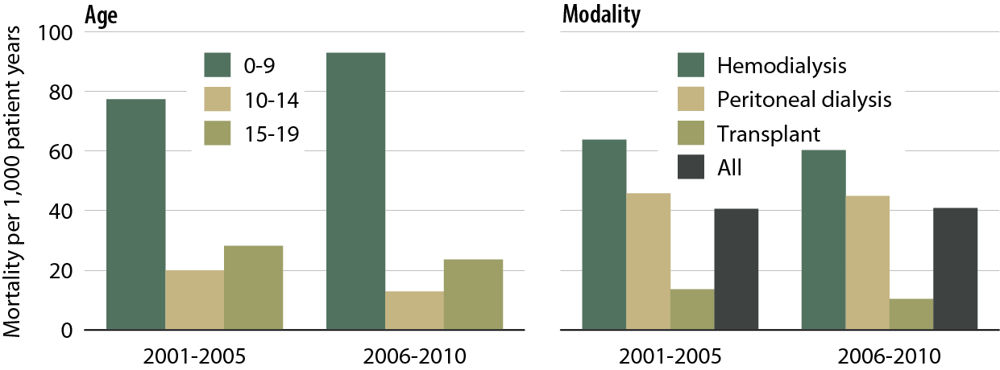 Age
Modality
Mortality per 1,000 patient years
100
80
60
40
20
0
0-9
10-14
15-19
2001-2005
2006-2010
Hemodialysis
Peritoneal dialysis
Transplant
All
2001-2005
2006-2010